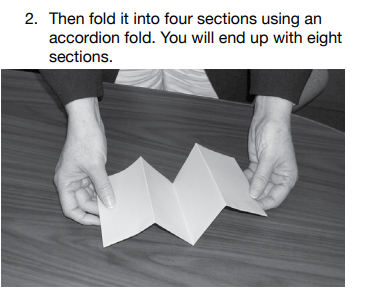 2. Then fold it into four sections using an
accordion fold. You will end up with eight
sections.